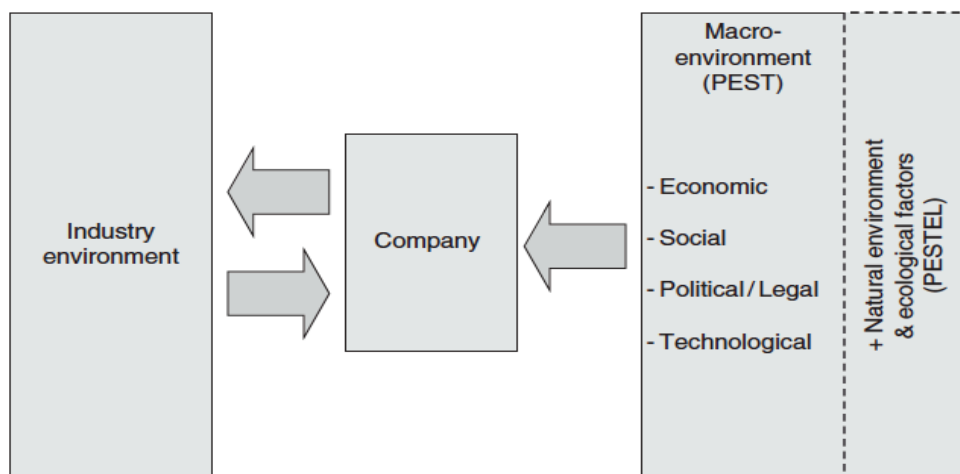 Industry
environment
Company
Macro-
environment
(PEST)
- Economic
- Social
- Political / Legal
- Technological
+ Natural environment
& ecological factors
(PESTEL)